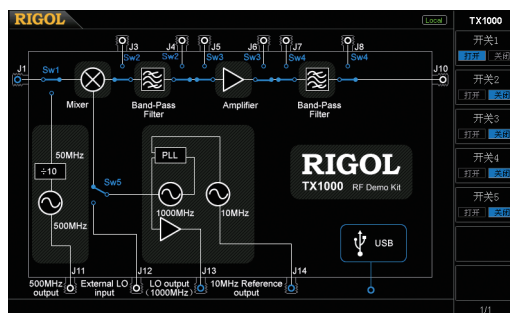 RIGOL
Local
TX1000
J3
J4
J5
J6
J7
J8
J1
Sw1
Sw2
Sw2
Sw3
Sw3
Sw4
Sw4
J10
Mixer
Band-Pass
Filter
Amplifier
Band-Pass
Filter
50MHz
÷10
500MHz
Sw5
PLL
1000MHz
10MHz
RIGOL
TX1000 RF Demo Kit
USB
J11
J12
J13
J14
500MHz
output
External LO
input
LO output
(1000MHz)
10MHz Reference
output
开关1
打开 关闭
开关2
打开 关闭
开关3
打开 关闭
开关4
打开 关闭
开关5
打开 关闭
1/1